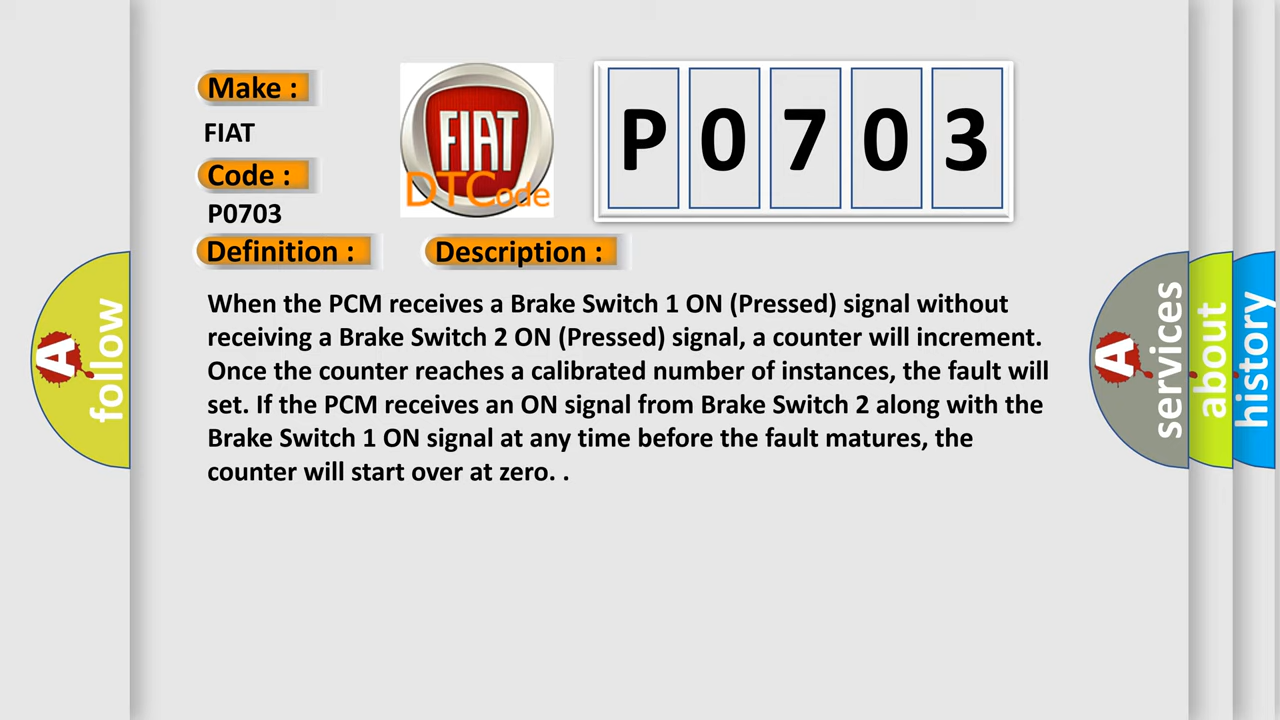 Make :
FIAT
Code :
P0703
Definition :
Description :
FIAT
DTCode
P0703
When the PCM receives a Brake Switch 1 ON (Pressed) signal without
receiving a Brake Switch 2 ON (Pressed) signal, a counter will increment.
Once the counter reaches a calibrated number of instances, the fault will
set. If the PCM receives an ON signal from Brake Switch 2 along with the
Brake Switch 1 ON signal at any time before the fault matures, the
counter will start over at zero. .
A follow
A services
about
history